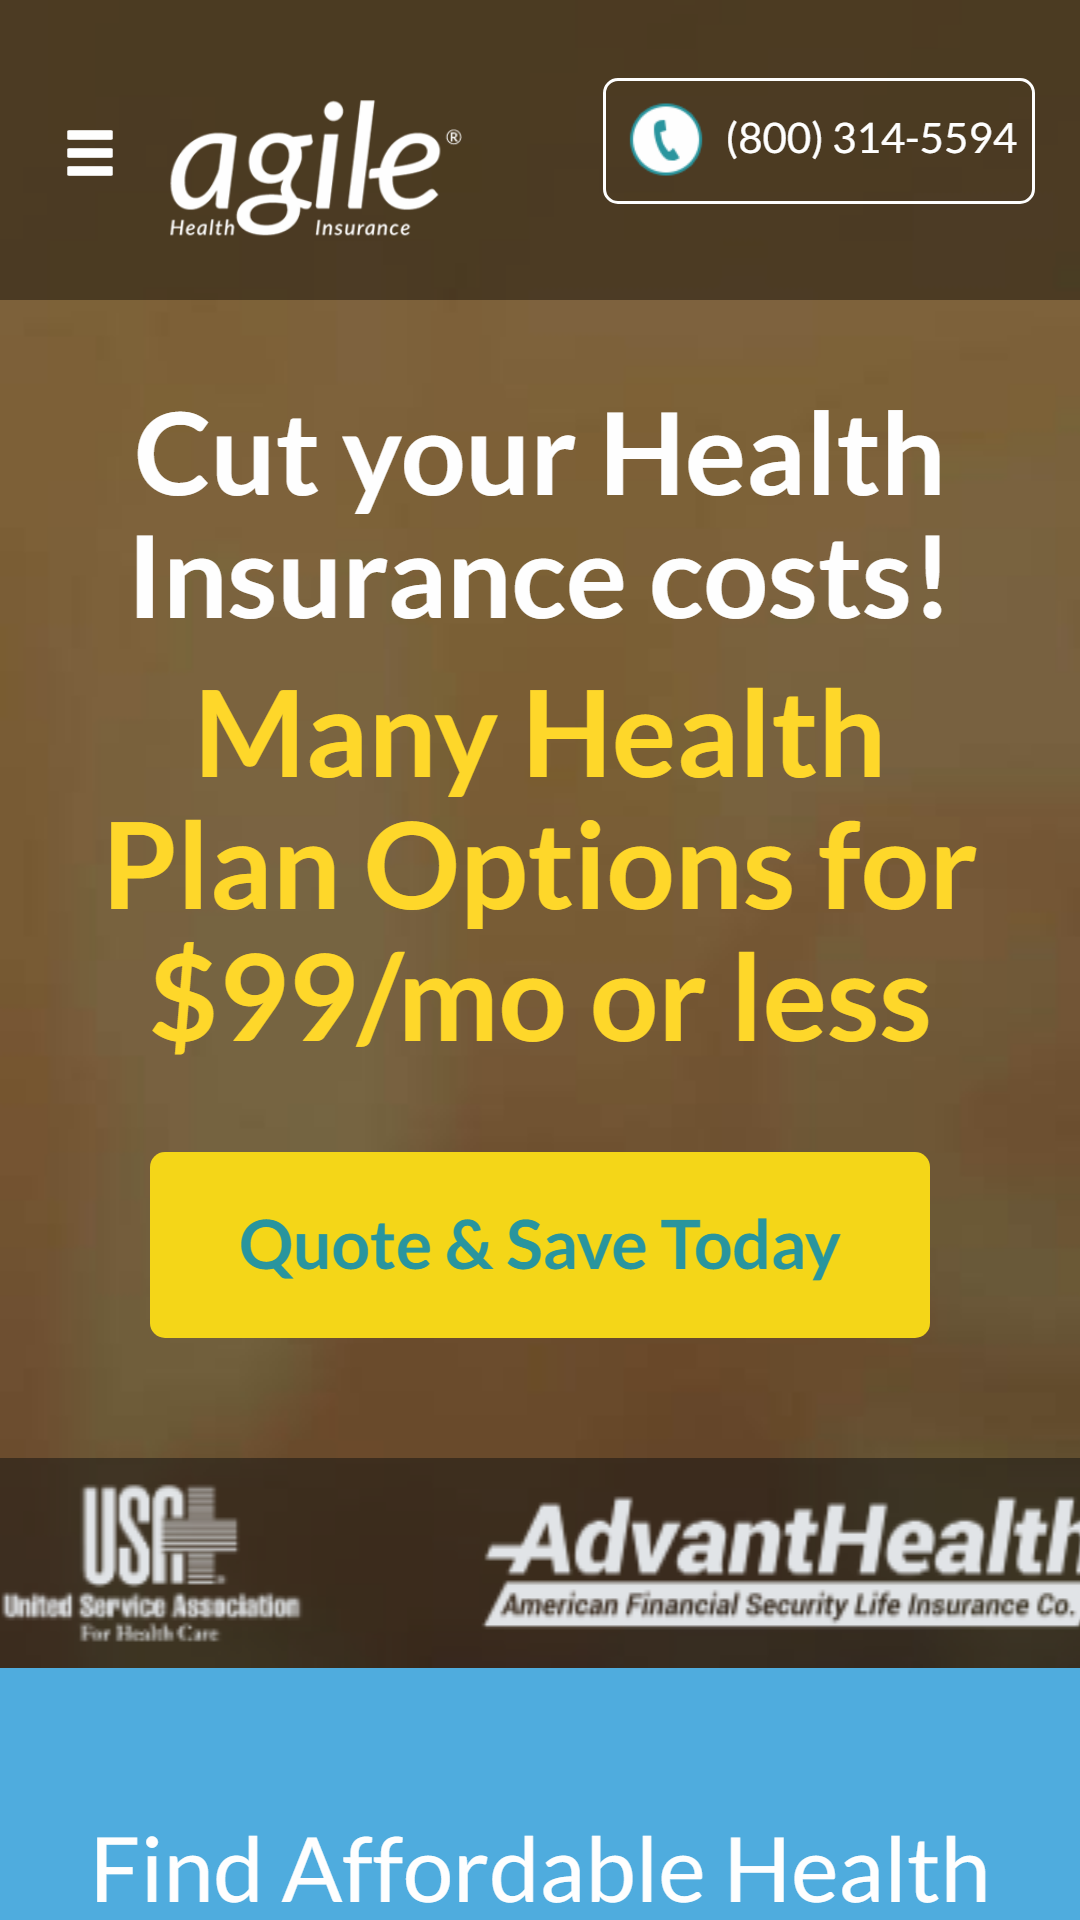 agile®
Health Insurance
(800) 314-5594
Cut your Health
Insurance costs!
Many Health
Plan Options for
$99/mo or less
Quote & Save Today
USA+
United Service Association
For Health Care
AdvantHealth
American Financial Security Life Insurance Co.
Find Affordable Health